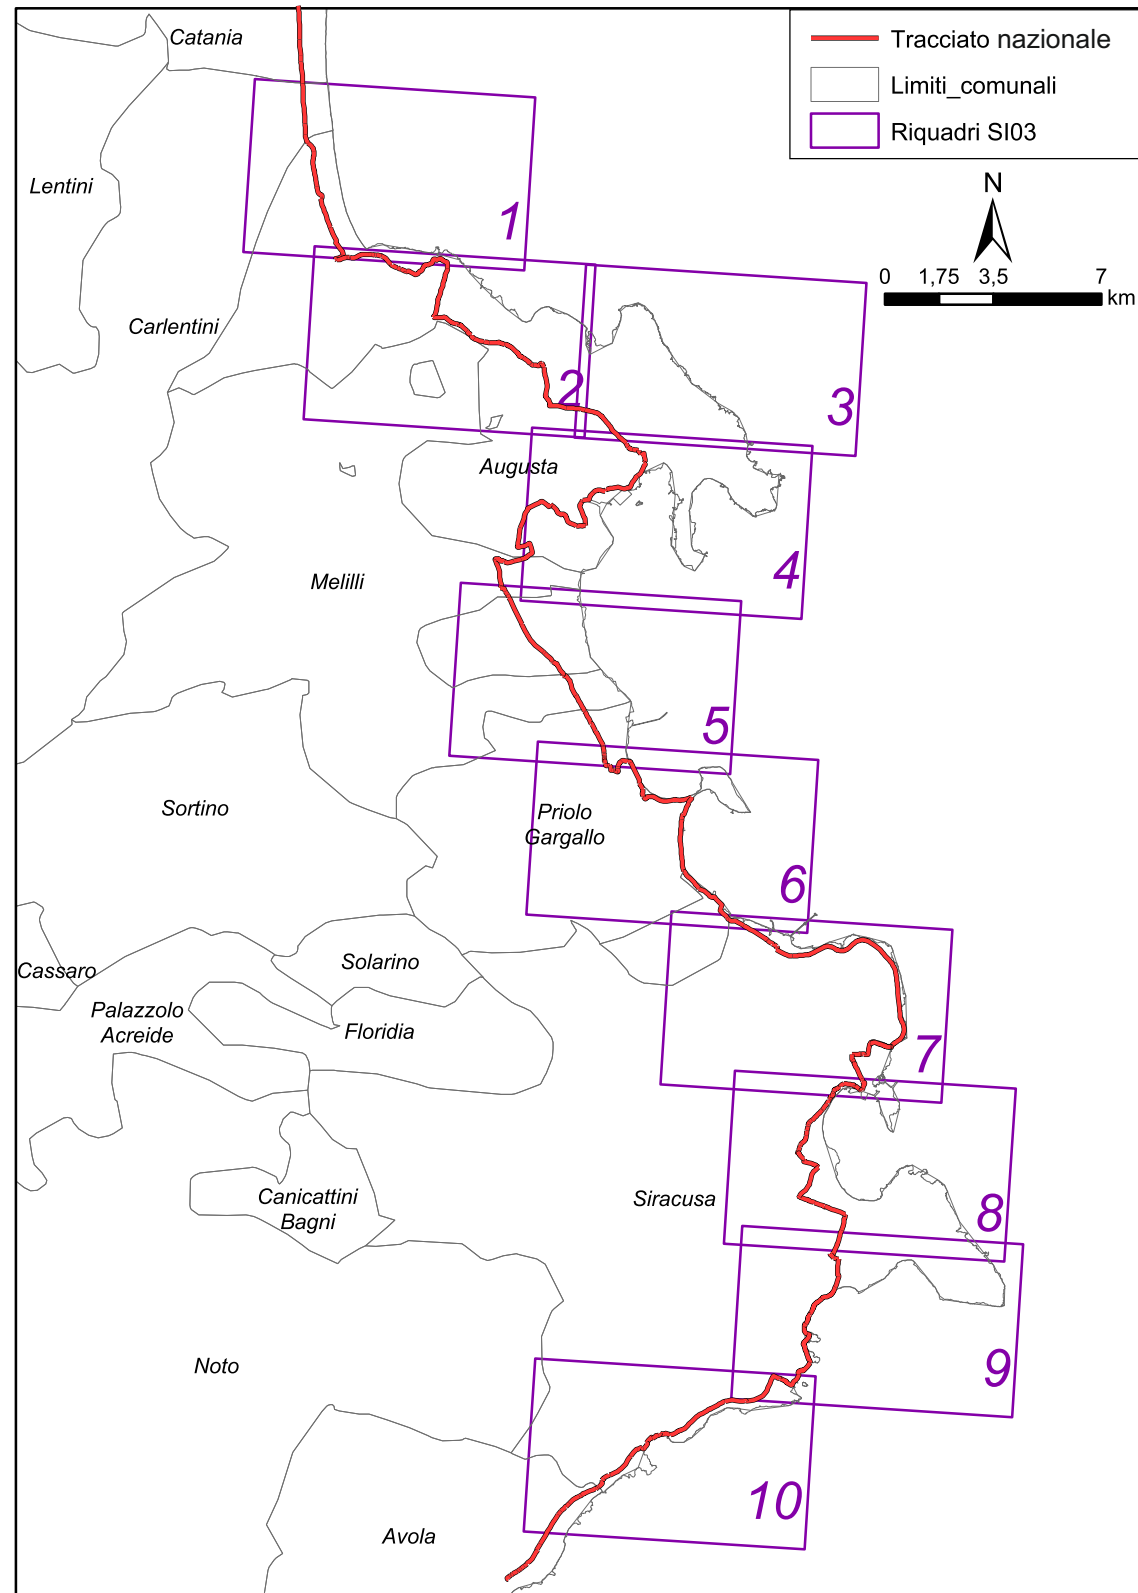 Catania
Tracciato nazionale
Limiti_comunali
Riquadri SI03
Lentini
N
1
0 1,75 3,5 7
km
Carlentini
2
3
Augusta
4
Melilli
5
Sortino
Priolo
Gargallo
6
Cassaro
Solarino
Palazzolo
Acreide
Floridia
7
Canicattini
Bagni
Siracusa
8
Noto
9
10
Avola